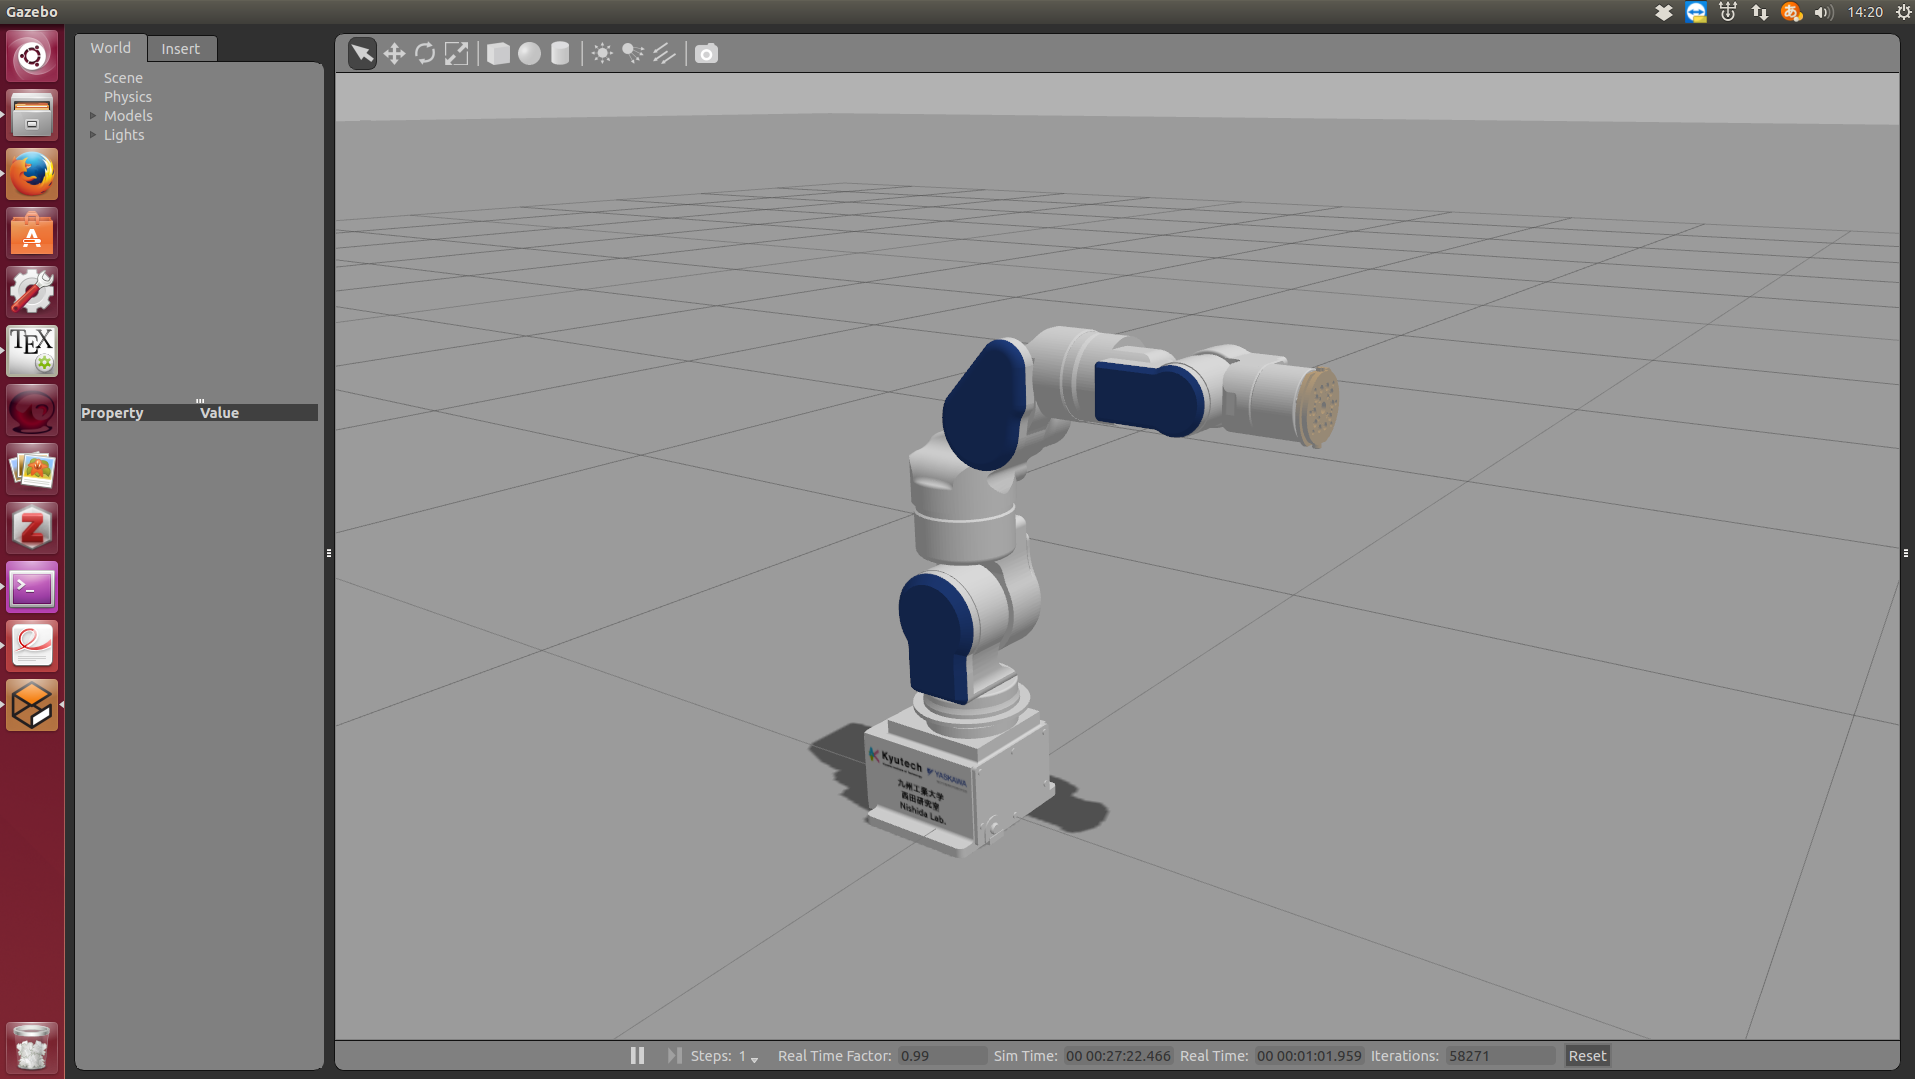 Gazebo
14:20
World
Insert
Scene
Physics
Models
Lights
Property Value
TEX
Kyutech
YASKAWA
九州工業大学
西田研究室
Nishida Lab.
Steps: 1
Real Time Factor: 0.99
Sim Time: 00 00:27:22.466
Real Time: 00 00:01:01.959
Iterations: 58271
Reset